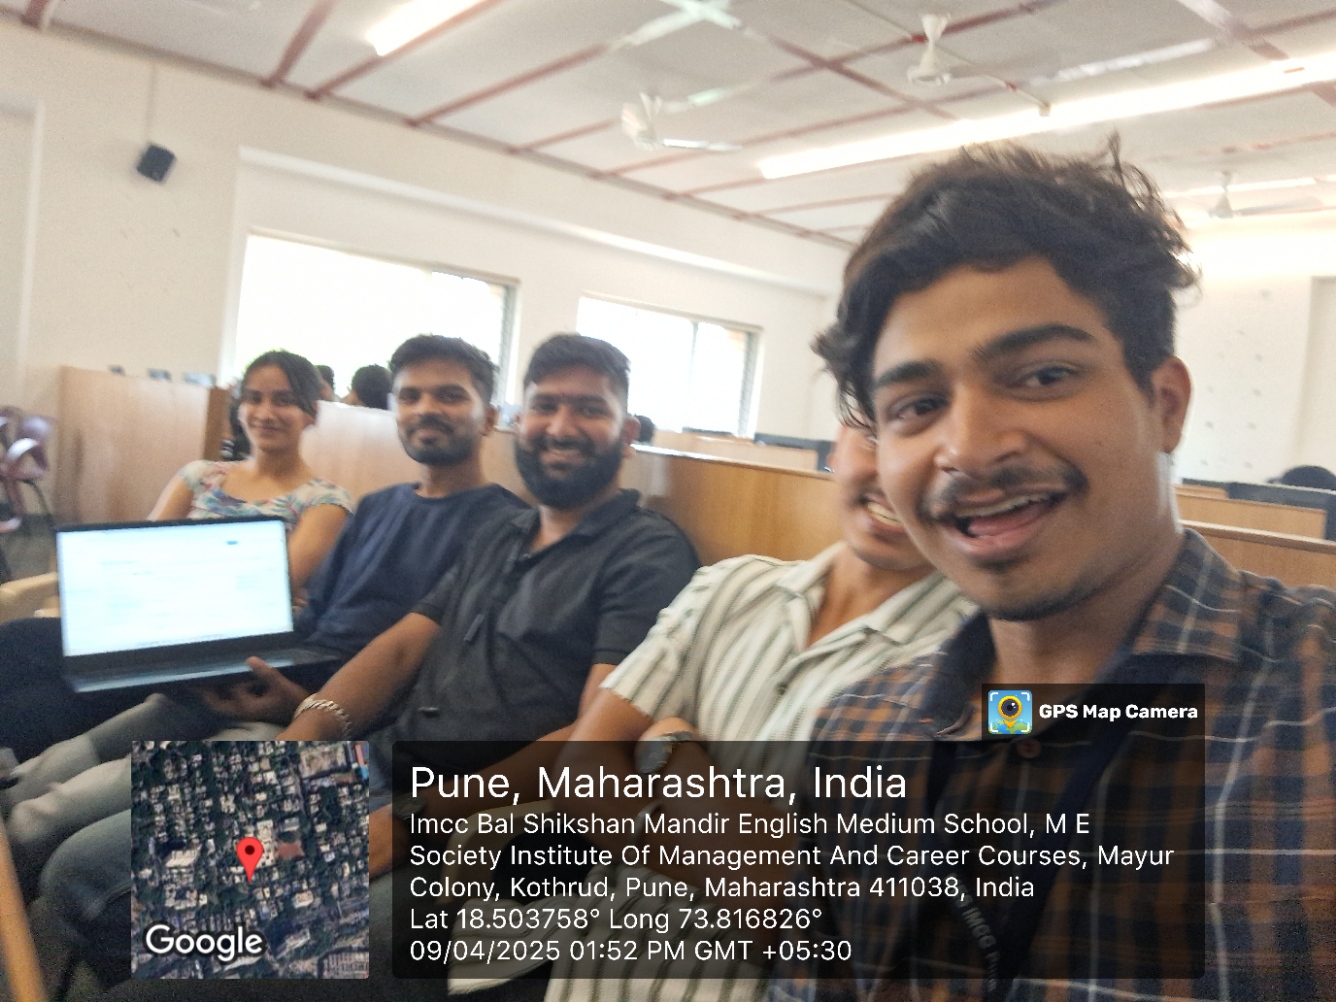 GPS Map Camera
Pune, Maharashtra, India
Imcc Bal Shikshan Mandir English Medium School, M E
Society Institute Of Management And Career Courses, Mayur
Colony, Kothrud, Pune, Maharashtra 411038, India
Lat 18.503758° Long 73.816826°
09/04/2025 01:52 PM GMT +05:30
Google